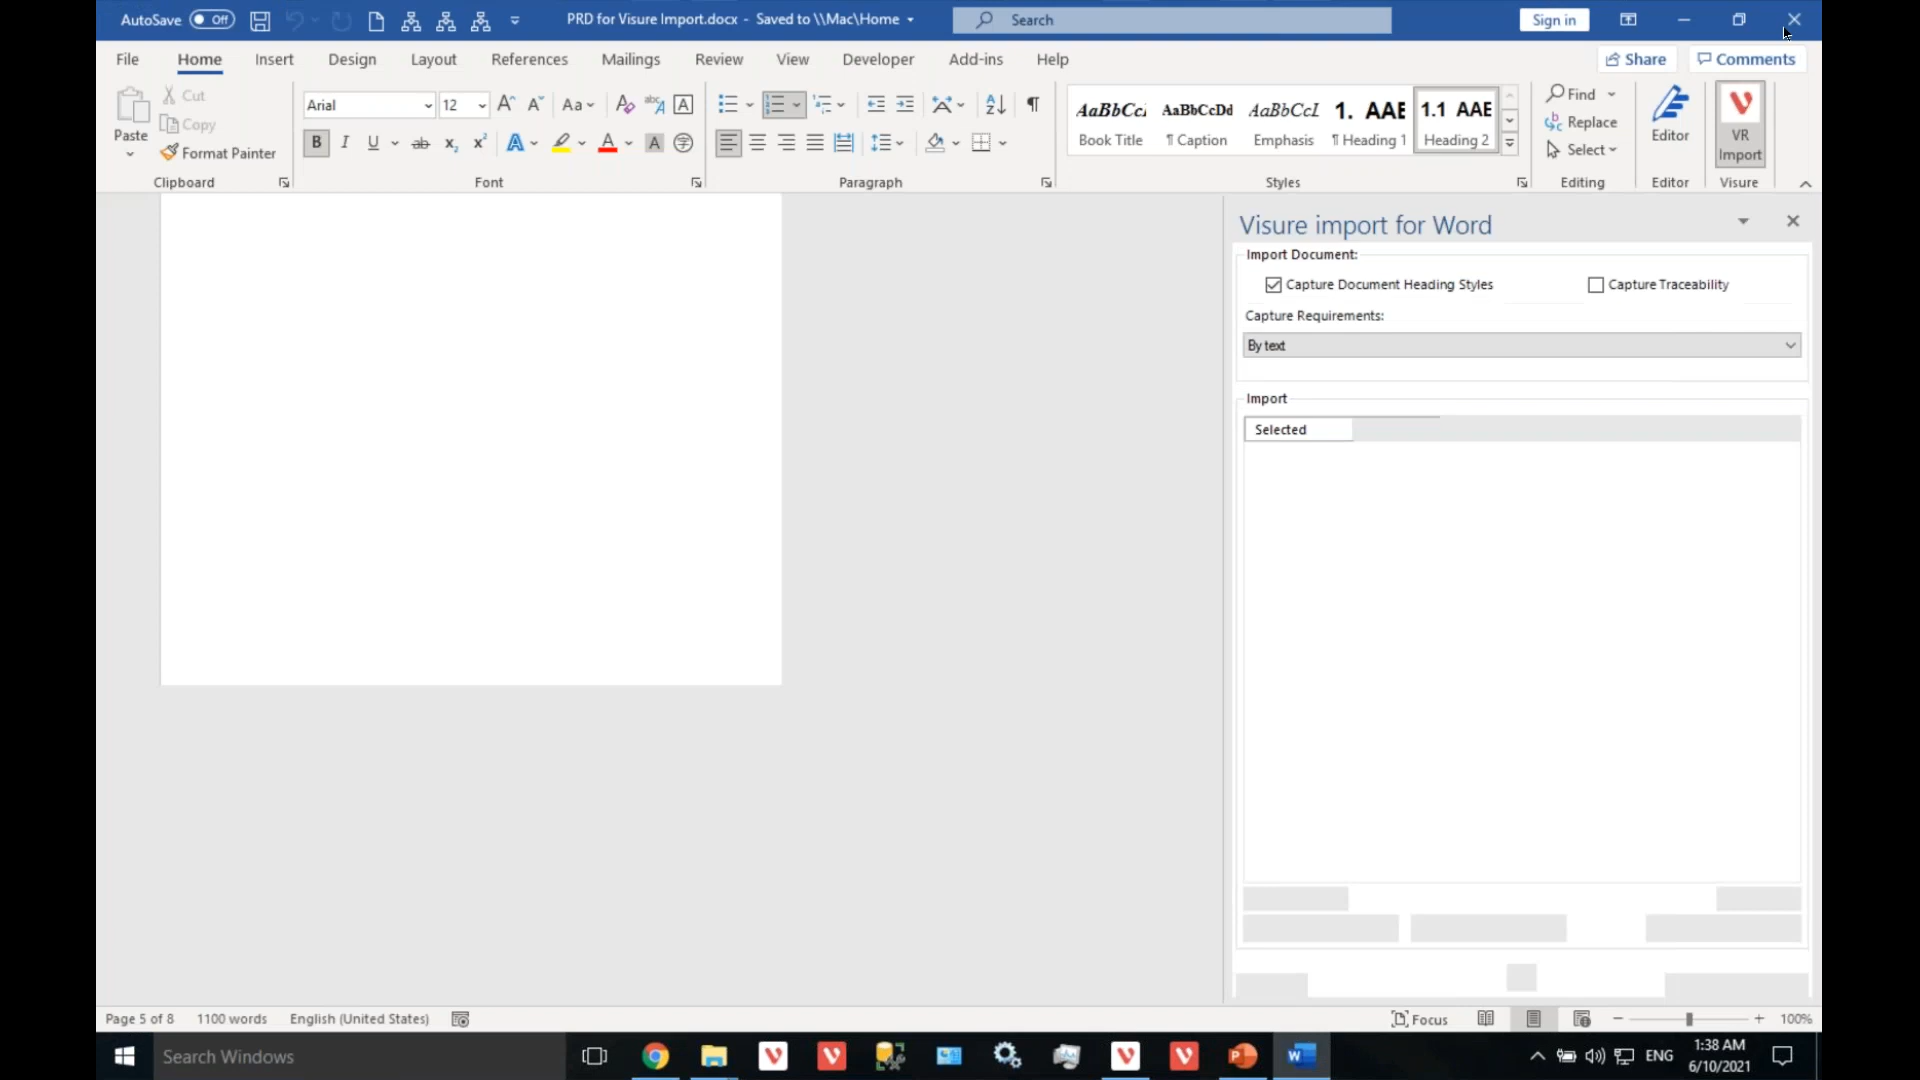 AutoSave Off PRD for Visure Import.docx - Saved to \\Mac\Home Search Sign in
File Home Insert Design Layout References Mailings Review View Developer Add-ins Help Share Comments
Paste
Cut
Copy
Format Painter
Clipboard
Arial 12
Font
Paragraph
AaBbCc AaBbCcDd AaBbCcI 1. AAE 1.1 AAE
Book Title ¶ Caption Emphasis ¶ Heading 1 Heading 2
Styles
Find
Replace
Select
Editing
Editor
Editor
VR
Import
Visure
Visure import for Word
Import Document:
Capture Document Heading Styles Capture Traceability
Capture Requirements:
By text
Import
Selected
Page 5 of 8 1100 words English (United States) Focus 100%
Search Windows ENG 1:38 AM
6/10/2021